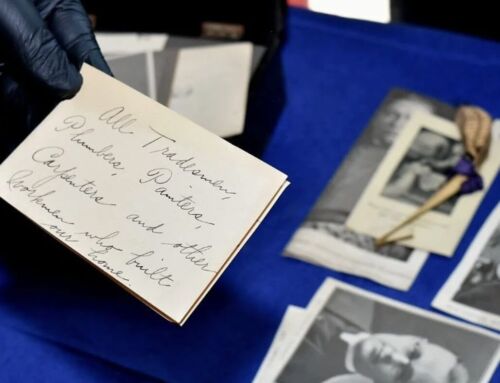 All Tradesmen,
Plumbers, Painters,
Carpenters and other
Workmen who built
our home.